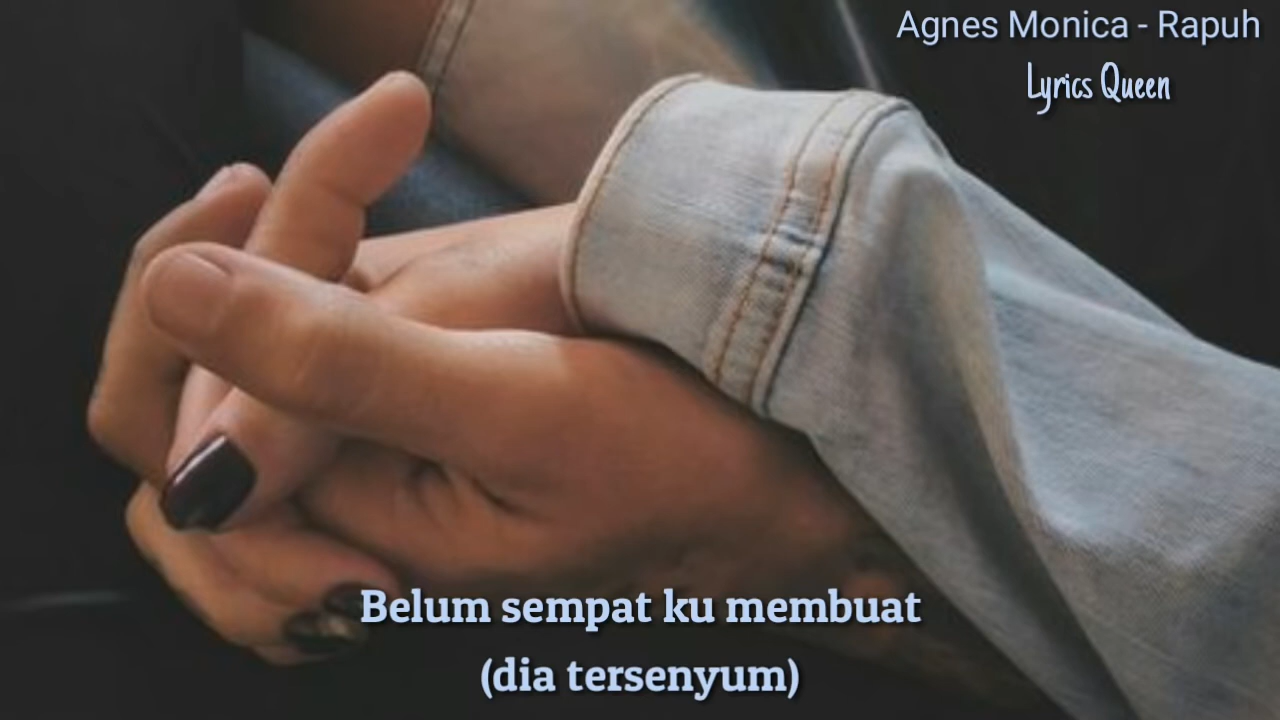 Agnes Monica - Rapuh
Lyrics Queen
Belum sempat ku membuat
(dia tersenyum)